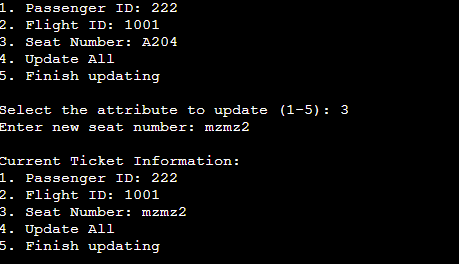 1. Passenger ID: 222
2. Flight ID: 1001
3. Seat Number: A204
4. Update All
5. Finish updating
Select the attribute to update (1-5): 3
Enter new seat number: mzmz2
Current Ticket Information:
1. Passenger ID: 222
2. Flight ID: 1001
3. Seat Number: mzmz2
4. Update All
5. Finish updating